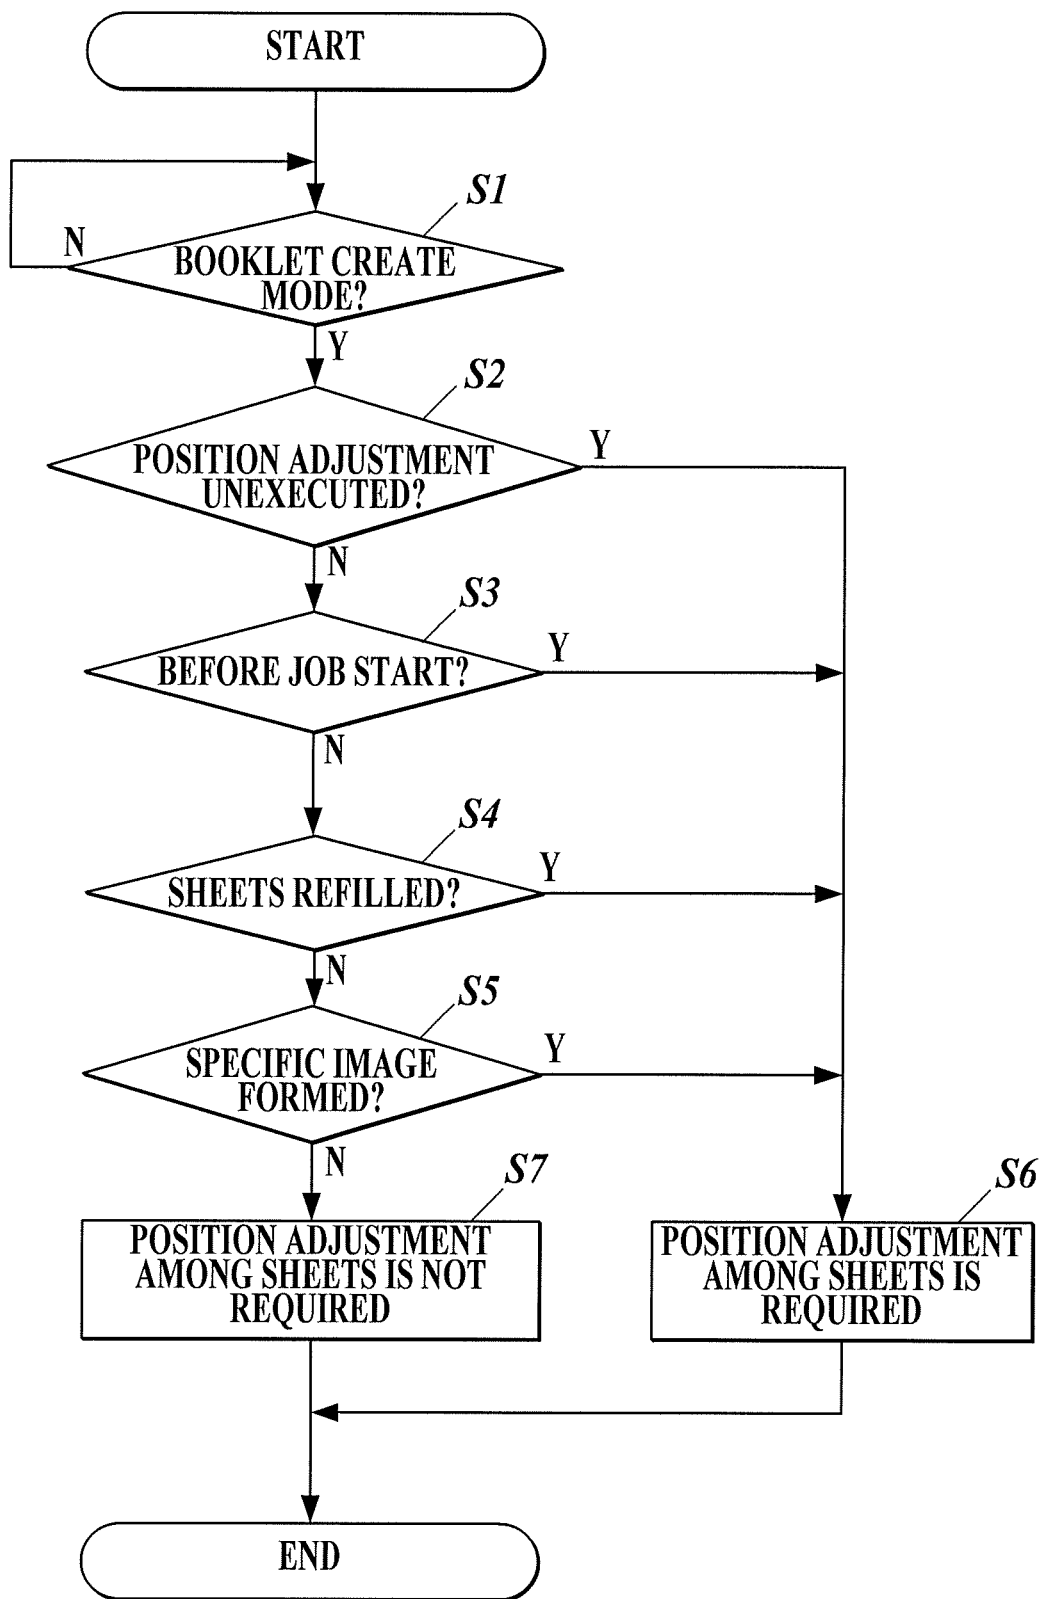 START
S1
N
BOOKLET CREATE
MODE?
Y
S2
POSITION ADJUSTMENT
UNEXECUTED?
Y
N
S3
BEFORE JOB START?
Y
N
S4
SHEETS REFILLED?
Y
N
S5
SPECIFIC IMAGE
FORMED?
Y
N
S7
POSITION ADJUSTMENT
AMONG SHEETS IS NOT
REQUIRED
S6
POSITION ADJUSTMENT
AMONG SHEETS IS
REQUIRED
END